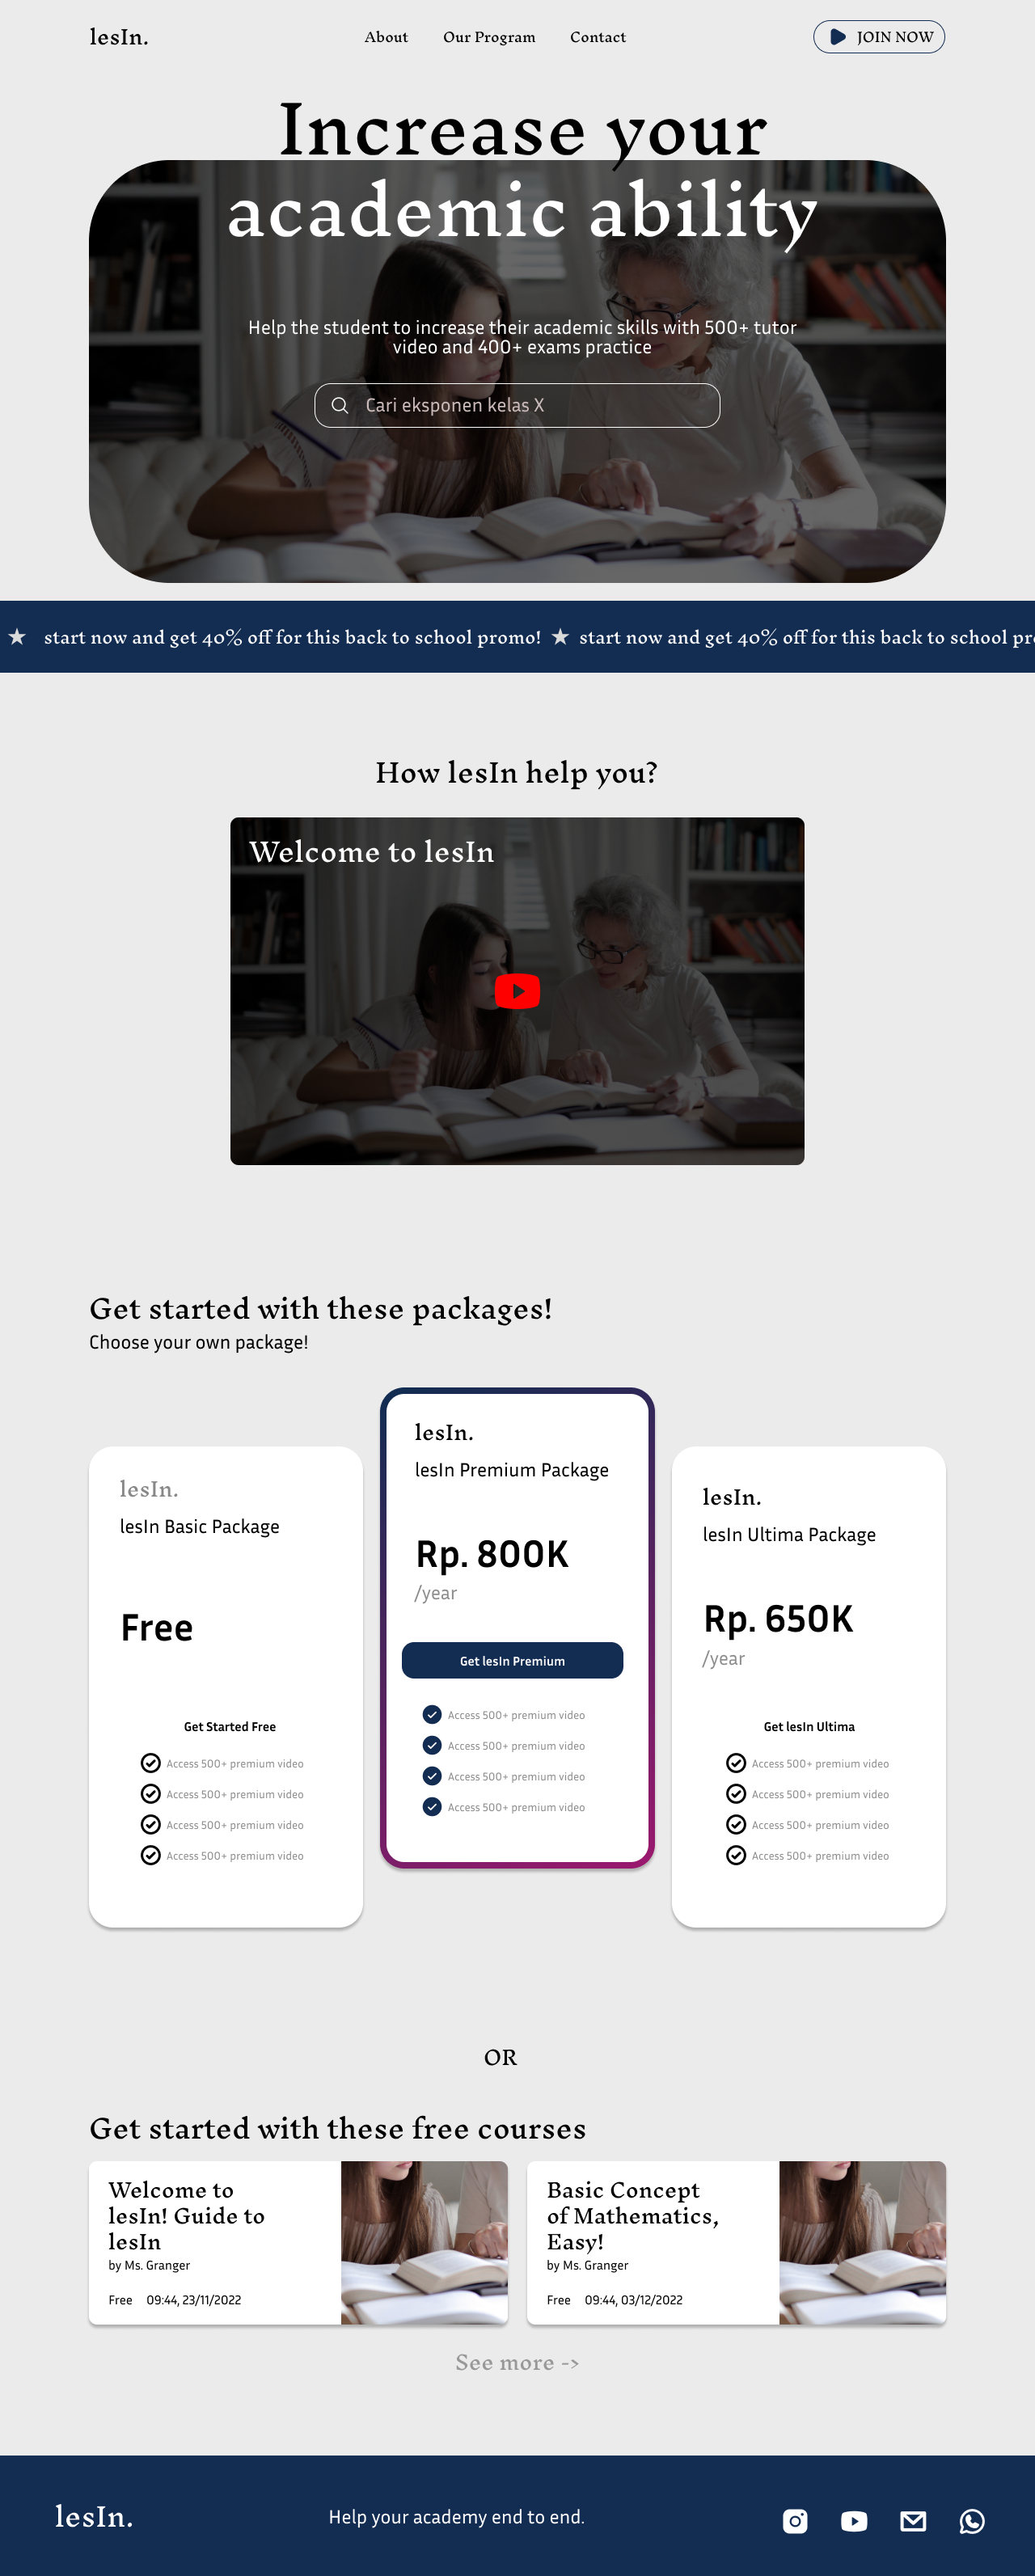 lesIn.
About Our Program Contact
JOIN NOW
Increase your
academic ability
Help the student to increase their academic skills with 500+ tutor
video and 400+ exams practice
Cari eksponen kelas X
★ start now and get 40% off for this back to school promo! ★ start now and get 40% off for this back to school pr
How lesIn help you?
Welcome to lesIn
Get started with these packages!
Choose your own package!
lesIn.
lesIn Basic Package
Free
Get Started Free
Access 500+ premium video
Access 500+ premium video
Access 500+ premium video
Access 500+ premium video
lesIn.
lesIn Premium Package
Rp. 800K
/year
Get lesIn Premium
Access 500+ premium video
Access 500+ premium video
Access 500+ premium video
Access 500+ premium video
lesIn.
lesIn Ultima Package
Rp. 650K
/year
Get lesIn Ultima
Access 500+ premium video
Access 500+ premium video
Access 500+ premium video
Access 500+ premium video
OR
Get started with these free courses
Welcome to
lesIn! Guide to
lesIn
by Ms. Granger
Free 09:44, 23/11/2022
Basic Concept
of Mathematics,
Easy!
by Ms. Granger
Free 09:44, 03/12/2022
See more ->
lesIn.
Help your academy end to end.